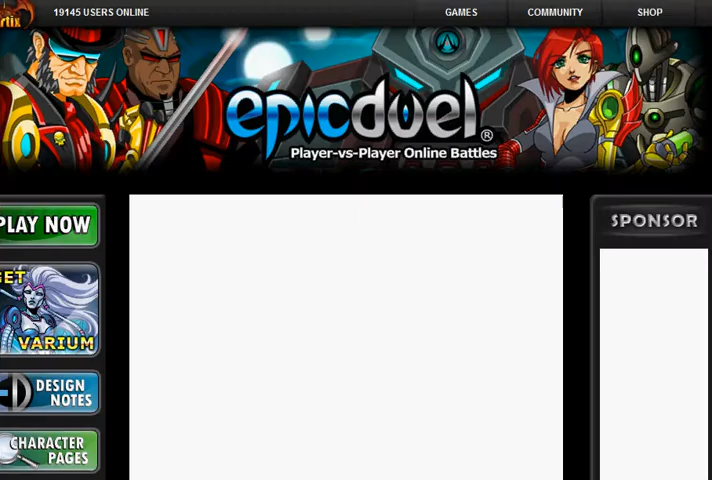 19145 USERS ONLINE
GAMES
COMMUNITY
SHOP
epicduel®
Player-vs-Player Online Battles
PLAY NOW
SPONSOR
GET
VARIUM
DESIGN
NOTES
CHARACTER
PAGES